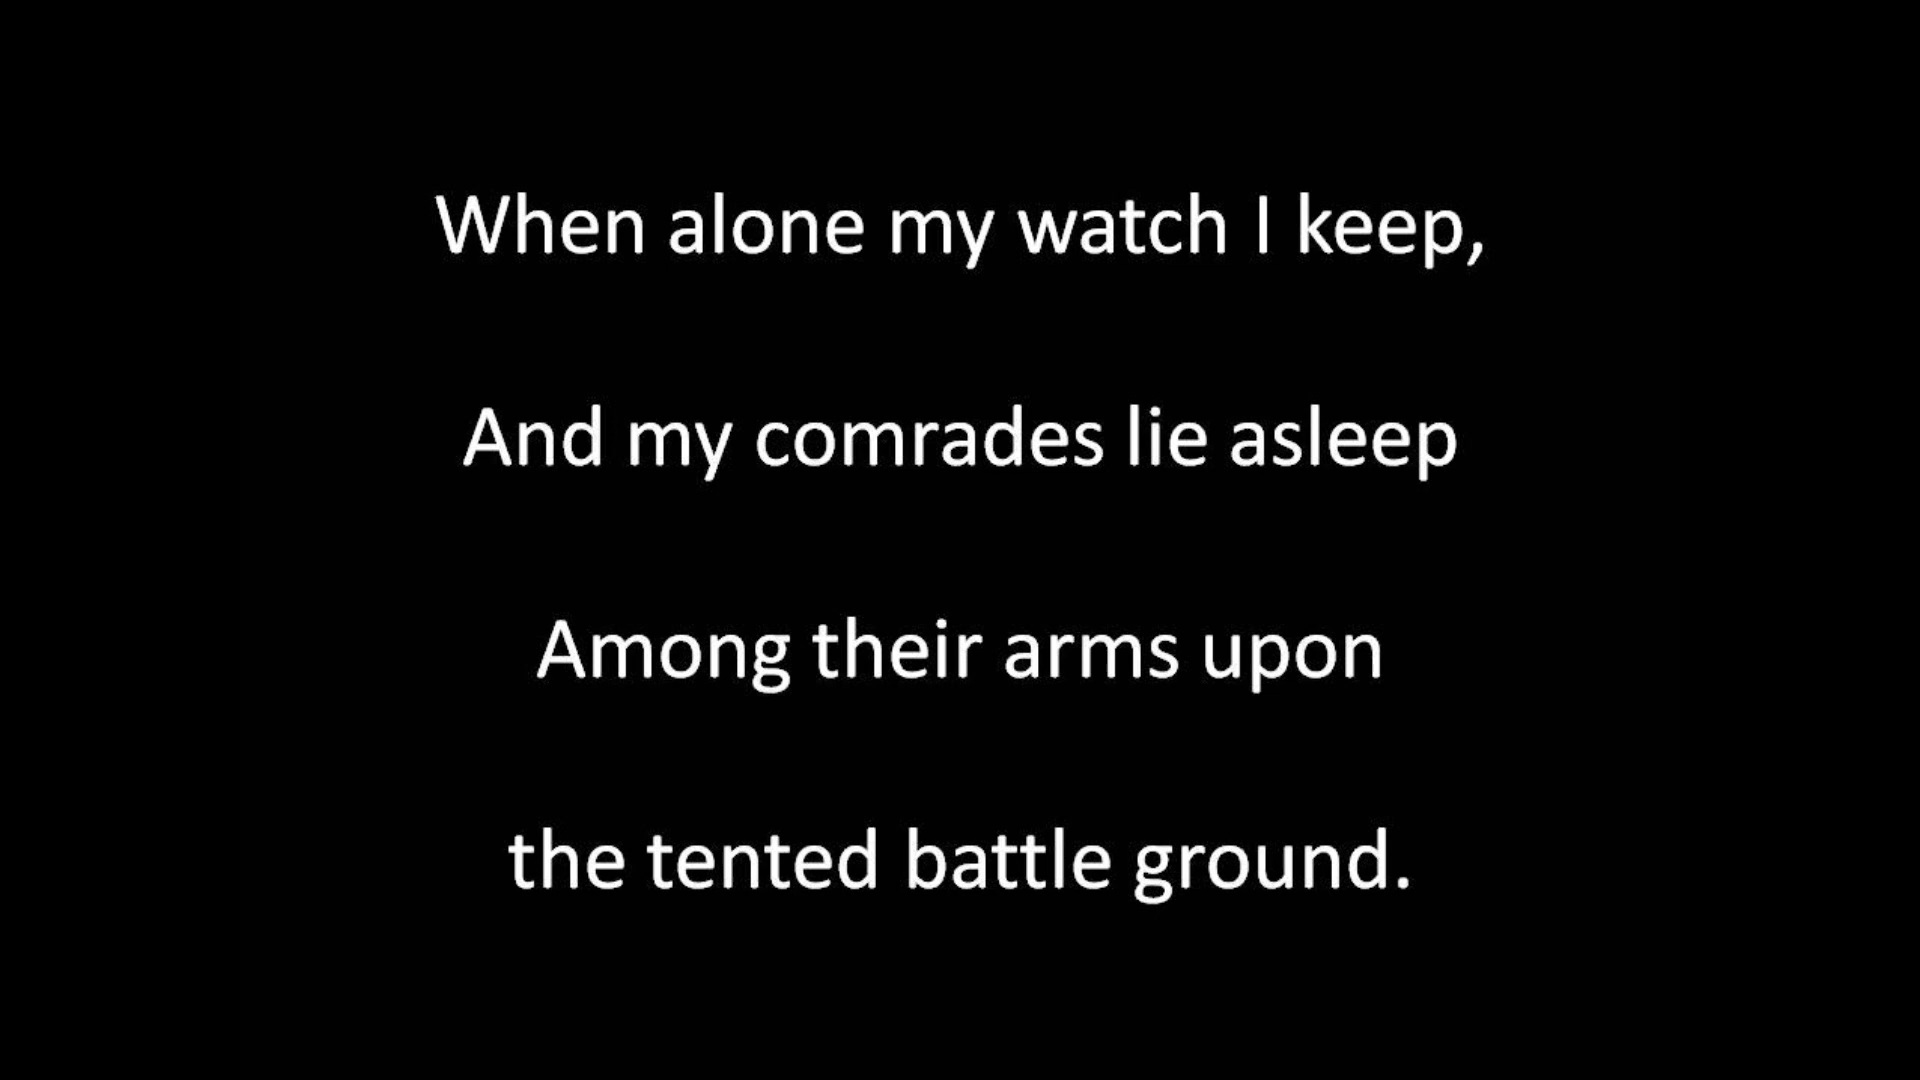 When alone my watch I keep,
And my comrades lie asleep
Among their arms upon
the tented battle ground.